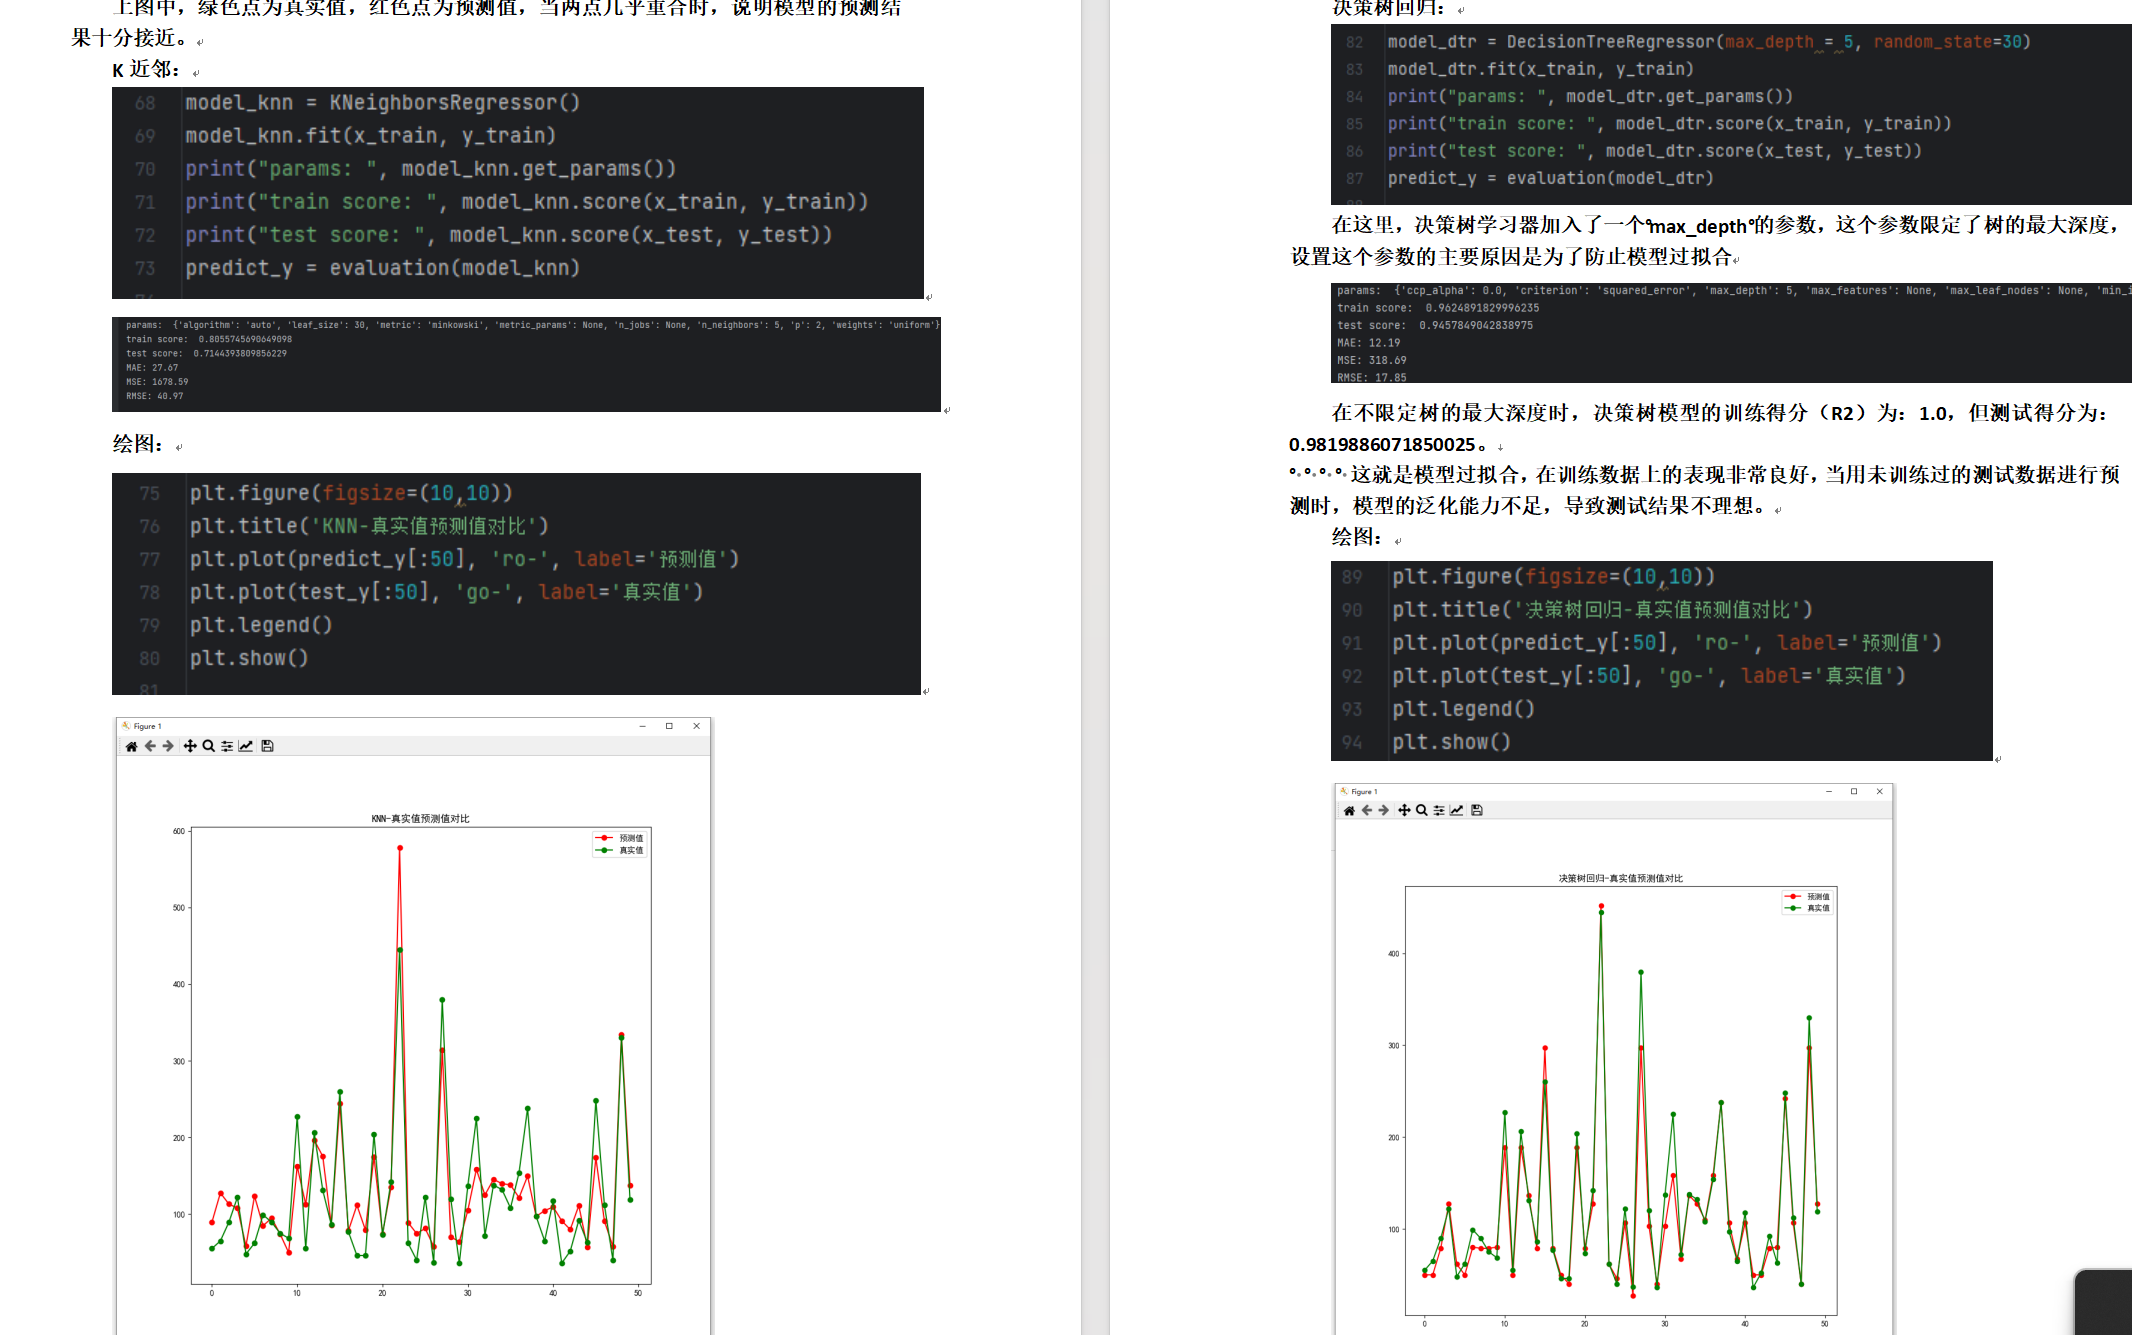 上图中，绿色点为真实值，红色点为预测值，当两点几乎重合时，说明模型的预测结
果十分接近。
K 近邻：
68 model_knn = KNeighborsRegressor()
69 model_knn.fit(x_train, y_train)
70 print("params: ", model_knn.get_params())
71 print("train score: ", model_knn.score(x_train, y_train))
72 print("test score: ", model_knn.score(x_test, y_test))
73 predict_y = evaluation(model_knn)
params:  {'algorithm': 'auto', 'leaf_size': 30, 'metric': 'minkowski', 'metric_params': None, 'n_jobs': None, 'n_neighbors': 5, 'p': 2, 'weights': 'uniform'}
train score:  0.8055745690649098
test score:  0.7144393809856229
MAE: 27.67
MSE: 1678.59
RMSE: 40.97
绘图：
75 plt.figure(figsize=(10,10))
76 plt.title('KNN-真实值预测值对比')
77 plt.plot(predict_y[:50], 'ro-', label='预测值')
78 plt.plot(test_y[:50], 'go-', label='真实值')
79 plt.legend()
80 plt.show()
81
Figure 1
KNN-真实值预测值对比
预测值
真实值
600
500
400
300
200
100
0 10 20 30 40 50
决策树回归：
82 model_dtr = DecisionTreeRegressor(max_depth = 5, random_state=30)
83 model_dtr.fit(x_train, y_train)
84 print("params: ", model_dtr.get_params())
85 print("train score: ", model_dtr.score(x_train, y_train))
86 print("test score: ", model_dtr.score(x_test, y_test))
87 predict_y = evaluation(model_dtr)
在这里，决策树学习器加入了一个 max_depth 的参数，这个参数限定了树的最大深度，
设置这个参数的主要原因是为了防止模型过拟合
params:  {'ccp_alpha': 0.0, 'criterion': 'squared_error', 'max_depth': 5, 'max_features': None, 'max_leaf_nodes': None, 'min_i
train score:  0.9624891829996235
test score:  0.9457849042838975
MAE: 12.19
MSE: 318.69
RMSE: 17.85
在不限定树的最大深度时，决策树模型的训练得分（R2）为：1.0，但测试得分为：
0.9819886071850025。
这就是模型过拟合，在训练数据上的表现非常良好，当用未训练过的测试数据进行预
测时，模型的泛化能力不足，导致测试结果不理想。
绘图：
89 plt.figure(figsize=(10,10))
90 plt.title('决策树回归-真实值预测值对比')
91 plt.plot(predict_y[:50], 'ro-', label='预测值')
92 plt.plot(test_y[:50], 'go-', label='真实值')
93 plt.legend()
94 plt.show()
Figure 1
决策树回归-真实值预测值对比
预测值
真实值
400
300
200
100
0 10 20 30 40 50